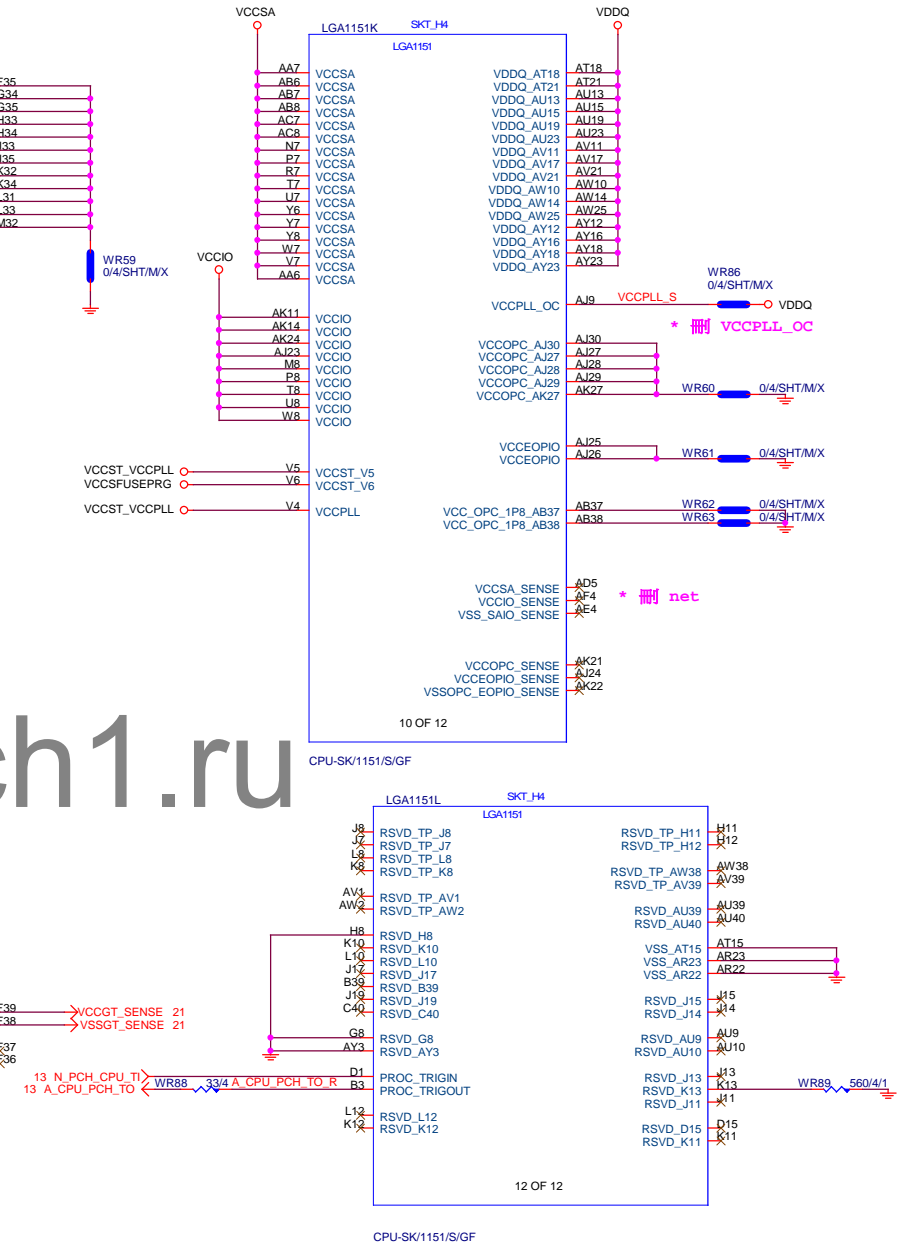 VCCSA
VDDQ
LGA1151K
SKT_H4
LGA1151
AA7 VCCSA
AB6 VCCSA
AB7 VCCSA
AB8 VCCSA
AC7 VCCSA
AC8 VCCSA
N7 VCCSA
P7 VCCSA
R7 VCCSA
T7 VCCSA
U7 VCCSA
Y6 VCCSA
Y7 VCCSA
Y8 VCCSA
W7 VCCSA
V7 VCCSA
AA6 VCCSA
VDDQ_AT18 AT18
VDDQ_AT21 AT21
VDDQ_AU13 AU13
VDDQ_AU15 AU15
VDDQ_AU19 AU19
VDDQ_AU23 AU23
VDDQ_AV11 AV11
VDDQ_AV17 AV17
VDDQ_AV21 AV21
VDDQ_AW10 AW10
VDDQ_AW14 AW14
VDDQ_AW25 AW25
VDDQ_AY12 AY12
VDDQ_AY16 AY16
VDDQ_AY18 AY18
VDDQ_AY23 AY23
G34
G35
H33
H34
K32
K34
L31
L33
M32
WR59
0/4/SHT/M/X
VCCIO
AK11 VCCIO
AK14 VCCIO
AK24 VCCIO
AJ23 VCCIO
M8 VCCIO
P8 VCCIO
T8 VCCIO
U8 VCCIO
W8 VCCIO
VCCPLL_OC AJ9 VCCPLL_S
WR86
0/4/SHT/M/X
VDDQ
* 刪 VCCPLL_OC
VCCOPC_AJ30 AJ30
VCCOPC_AJ27 AJ27
VCCOPC_AJ28 AJ28
VCCOPC_AJ29 AJ29
VCCOPC_AK27 AK27
WR60 0/4/SHT/M/X
VCCEOPIO AJ25
VCCEOPIO AJ26
WR61 0/4/SHT/M/X
VCCST_VCCPLL V5 VCCST_V5
VCCSFUSEPRG V6 VCCST_V6
VCCST_VCCPLL V4 VCCPLL
VCC_OPC_1P8_AB37 AB37 WR62 0/4/SHT/M/X
VCC_OPC_1P8_AB38 AB38 WR63 0/4/SHT/M/X
VCCSA_SENSE AD5
VCCIO_SENSE AF4
VSS_SAIO_SENSE AE4
* 刪 net
VCCOPC_SENSE AK21
VCCEOPIO_SENSE AJ24
VSSOPC_EOPIO_SENSE AK22
10 OF 12
CPU-SK/1151/S/GF
ch1.ru
LGA1151L
SKT_H4
LGA1151
J8 RSVD_TP_J8
J7 RSVD_TP_J7
L8 RSVD_TP_L8
K8 RSVD_TP_K8
AV1 RSVD_TP_AV1
AW2 RSVD_TP_AW2
H8 RSVD_H8
K10 RSVD_K10
L10 RSVD_L10
J17 RSVD_J17
B39 RSVD_B39
J19 RSVD_J19
C40 RSVD_C40
G8 RSVD_G8
AY3 RSVD_AY3
D1 PROC_TRIGIN
B3 PROC_TRIGOUT
L12 RSVD_L12
K12 RSVD_K12
RSVD_TP_H11 H11
RSVD_TP_H12 H12
RSVD_TP_AW38 AW38
RSVD_TP_AV39 AV39
RSVD_AU39 AU39
RSVD_AU40 AU40
VSS_AT15 AT15
VSS_AR23 AR23
VSS_AR22 AR22
RSVD_J15 J15
RSVD_J14 J14
RSVD_AU9 AU9
RSVD_AU10 AU10
RSVD_J13 J13
RSVD_K13 K13
RSVD_J11 J11
RSVD_D15 D15
RSVD_K11 K11
WR89 560/4/1
VCCGT_SENSE 21
VSSGT_SENSE 21
13 N_PCH_CPU_TI
13 A_CPU_PCH_TO WR88 33/4 A_CPU_PCH_TO_R
12 OF 12
CPU-SK/1151/S/GF